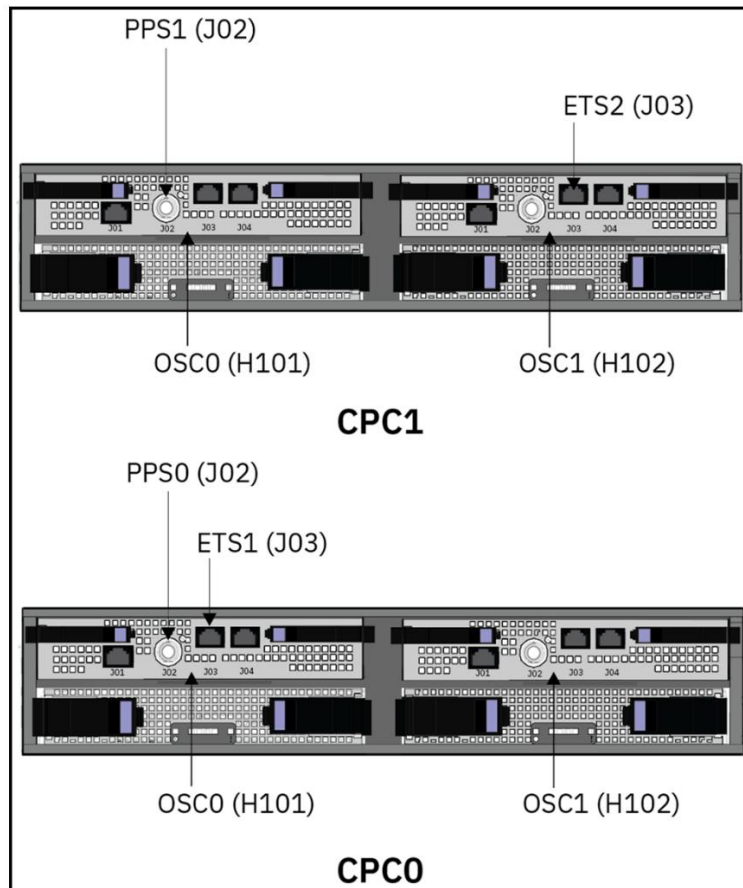 PPS1 (J02)
ETS2 (J03)
J01 J02 J03 J04
J01 J02 J03 J04
OSC0 (H101)
OSC1 (H102)
CPC1
PPS0 (J02)
ETS1 (J03)
J01 J02 J03 J04
J01 J02 J03 J04
OSC0 (H101)
OSC1 (H102)
CPC0